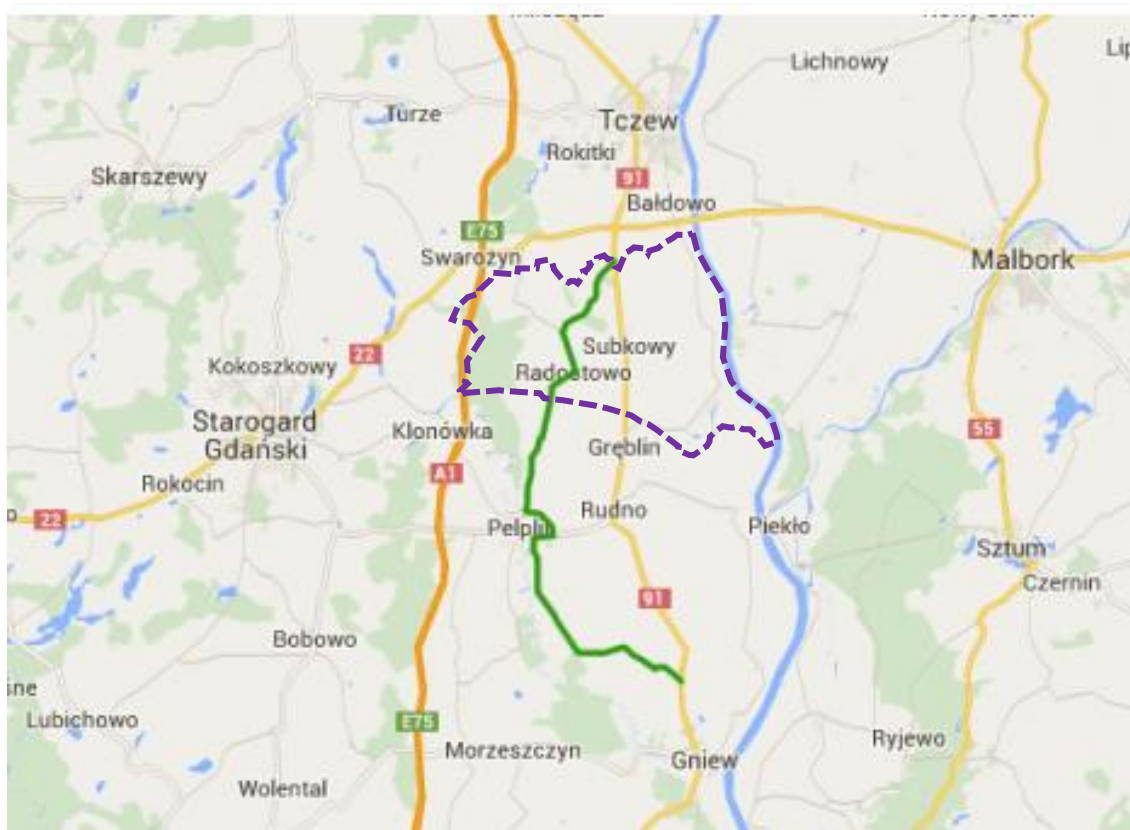 Lichnowy
Turze
Tczew
Rokitki
Skarszewy
91
Bałdowo
E75
Swarożyn
Malbork
Subkowy
22
Kokoszkowy
Starogard
Gdański
Klonówka
55
Gręblin
A1
Rokocin
22
Rudno
Pelplin
Piekło
Sztum
Czernin
91
Bobowo
Lubichowo
E75
Ryjewo
Morzeszczyn
Gniew
Wolental